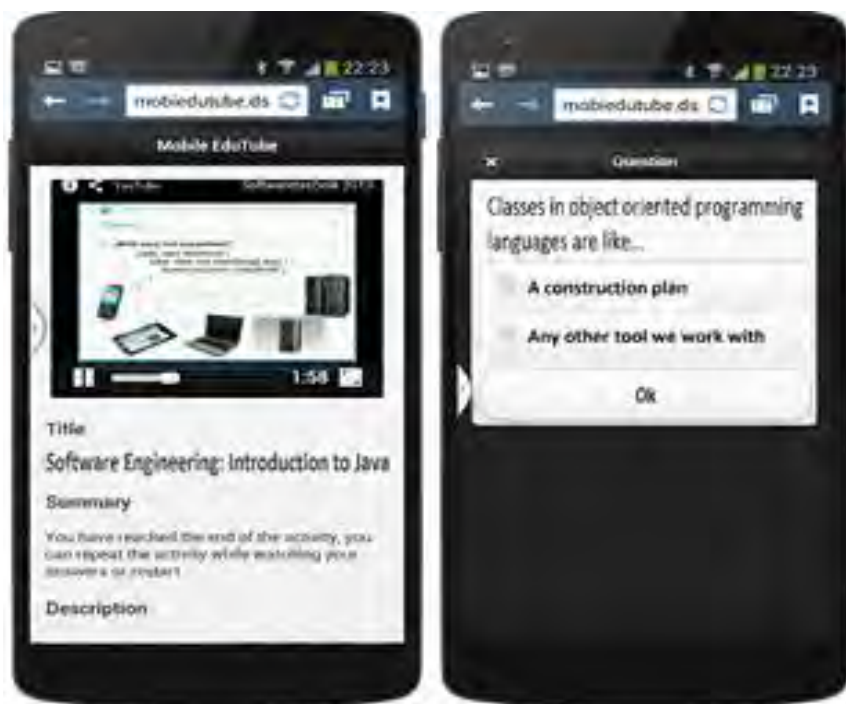 22:23
mobiedutube.ds
Mobile EduTube
YouTube
1:58
Title
Software Engineering: Introduction to Java
Summary
You have reached the end of the activity, you
can repeat the activity while watching your
answers or restart
Description
22:23
mobiedutube.ds
Question
Classes in object oriented programming
languages are like...
A construction plan
Any other tool we work with
Ok